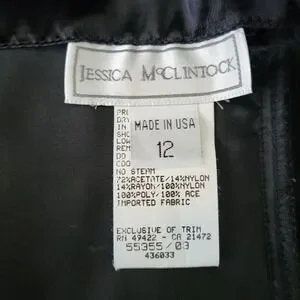 JESSICA McCLINTOCK
MADE IN USA
12
NO STEAM
72%ACETATE/14%NYLON
14%RAYON/100%NYLON
100%POLY/100% ACE
IMPORTED FABRIC
EXCLUSIVE OF TRIM
RN 49422 - CA 21472
55355/03
436033